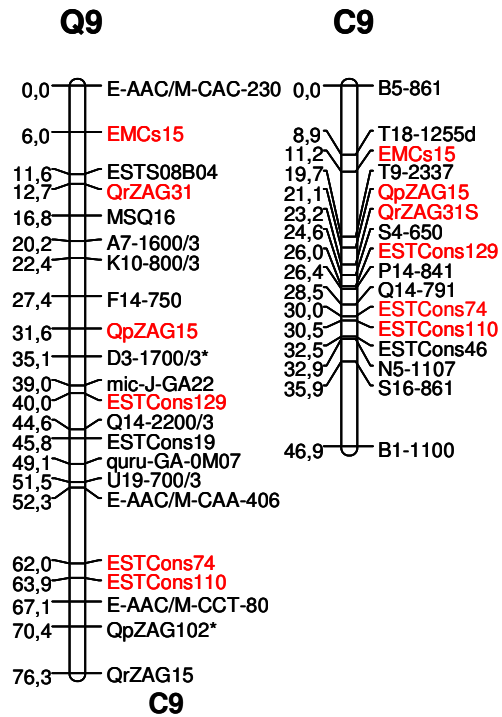 Q9
0,0 E-AAC/M-CAC-230
6,0 EMCs15
11,6 ESTS08B04
12,7 QrZAG31
16,8 MSQ16
20,2 A7-1600/3
22,4 K10-800/3
27,4 F14-750
31,6 QpZAG15
35,1 D3-1700/3*
39,0 mic-J-GA22
40,0 ESTCons129
44,6 Q14-2200/3
45,8 ESTCons19
49,1 quru-GA-0M07
51,5 U19-700/3
52,3 E-AAC/M-CAA-406
62,0 ESTCons74
63,9 ESTCons110
67,1 E-AAC/M-CCT-80
70,4 QpZAG102*
76,3 QrZAG15
C9
C9
0,0 B5-861
8,9 T18-1255d
11,2 EMCs15
19,7 T9-2337
21,1 QpZAG15
23,2 QrZAG31S
24,6 S4-650
26,0 ESTCons129
26,4 P14-841
28,5 Q14-791
30,0 ESTCons74
30,5 ESTCons110
32,5 ESTCons46
32,9 N5-1107
35,9 S16-861
46,9 B1-1100